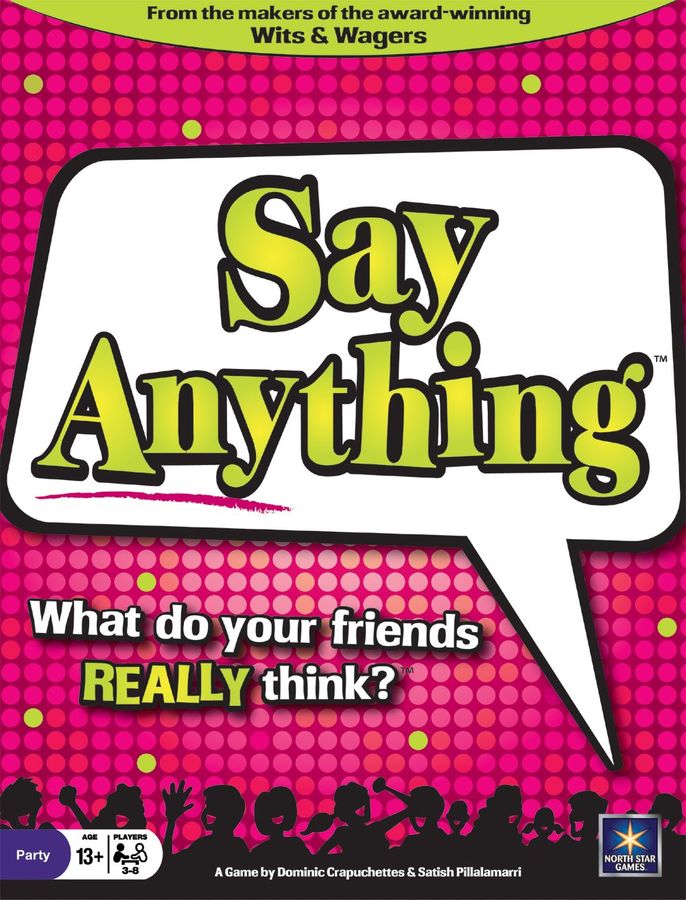 From the makers of the award-winning
Wits & Wagers
Say
Anything™
What do your friends
REALLY think?™
Party
AGE
13+
PLAYERS
3-8
A Game by Dominic Crapuchettes & Satish Pillalamarri
NORTH STAR
GAMES